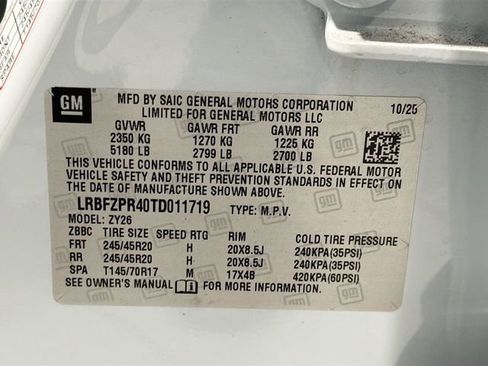 GM
MFD BY SAIC GENERAL MOTORS CORPORATION
LIMITED FOR GENERAL MOTORS LLC
10/25
GVWR GAWR FRT GAWR RR
2350 KG 1270 KG 1225 KG
5180 LB 2799 LB 2700 LB
THIS VEHICLE CONFORMS TO ALL APPLICABLE U.S. FEDERAL MOTOR
VEHICLE SAFETY AND THEFT PREVENTION STANDARDS IN EFFECT ON
THE DATE OF MANUFACTURE SHOWN ABOVE.
LRBFZPR40TD011719 TYPE: M.P.V.
MODEL: ZY26
ZBBC TIRE SIZE SPEED RTG RIM COLD TIRE PRESSURE
FRT 245/45R20 H 20X8.5J 240KPA(35PSI)
RR 245/45R20 H 20X8.5J 240KPA(35PSI)
SPA T145/70R17 M 17X4B 420KPA(60PSI)
SEE OWNER'S MANUAL FOR MORE INFORMATION.